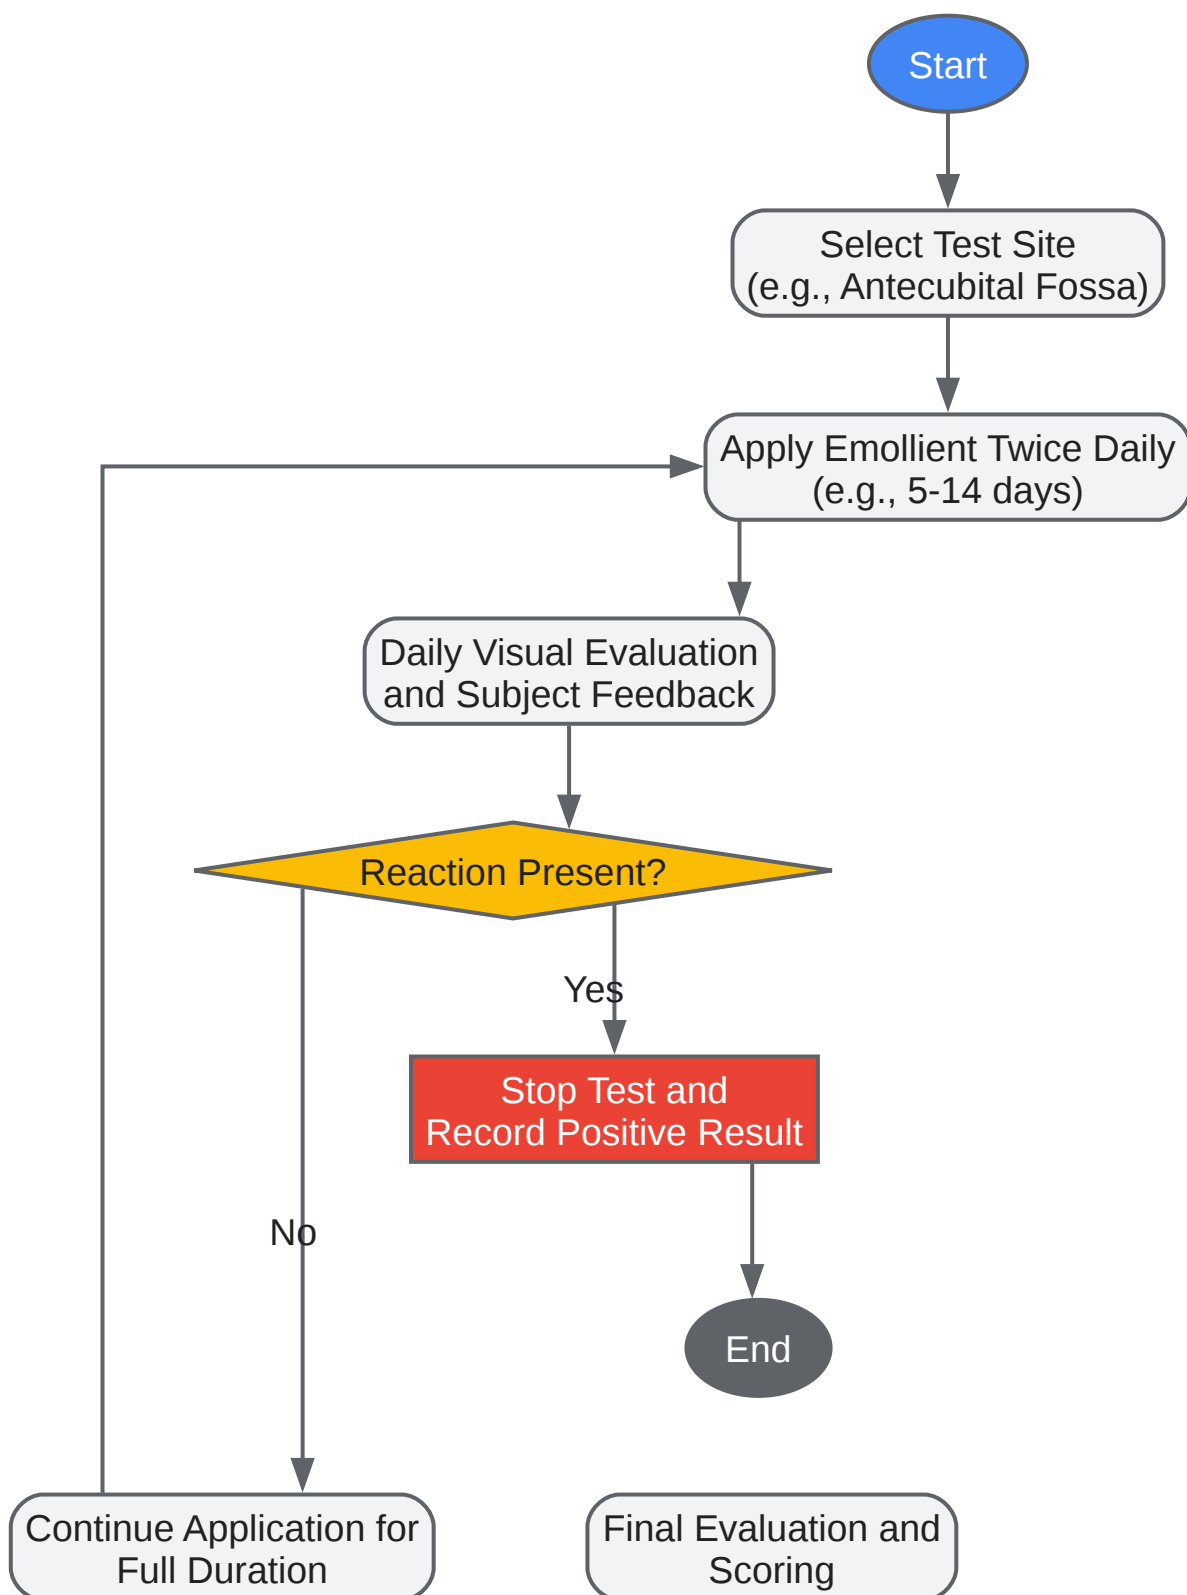 Start
Select Test Site
(e.g., Antecubital Fossa)
Apply Emollient Twice Daily
(e.g., 5-14 days)
Daily Visual Evaluation
and Subject Feedback
Reaction Present?
Yes
Stop Test and
Record Positive Result
No
End
Continue Application for
Full Duration
Final Evaluation and
Scoring